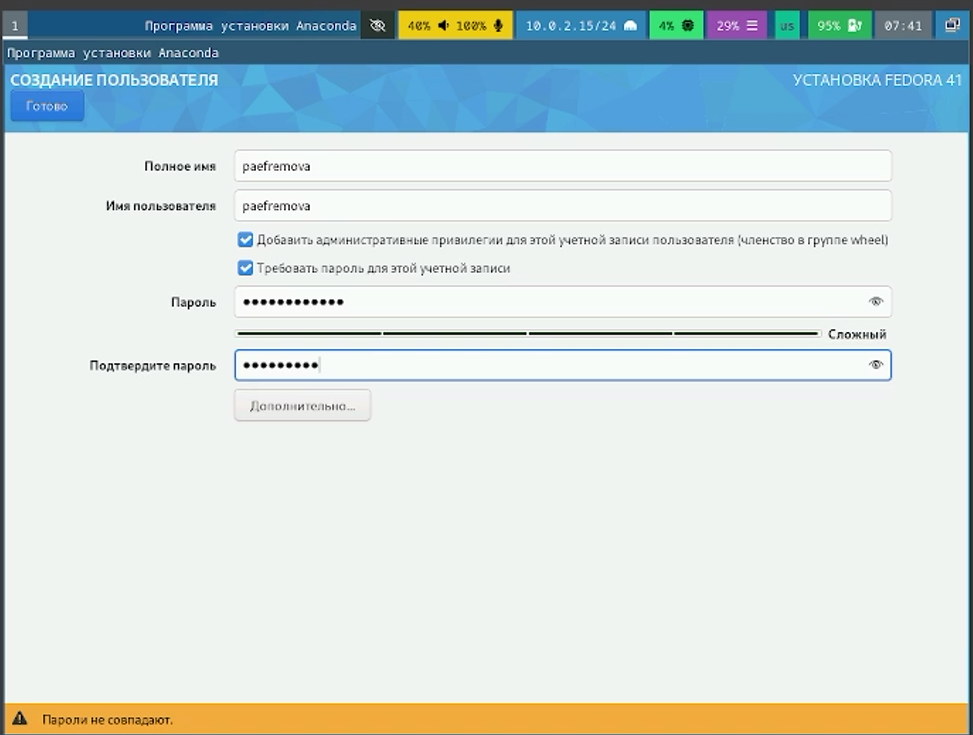 1 Программа установки Anaconda 40% 100% 10.0.2.15/24 4% 29% us 95% 07:41
Программа установки Anaconda
СОЗДАНИЕ ПОЛЬЗОВАТЕЛЯ УСТАНОВКА FEDORA 41
Готово
Полное имя paefremova
Имя пользователя paefremova
Добавить административные привилегии для этой учетной записи пользователя (членство в группе wheel)
Требовать пароль для этой учетной записи
Пароль ••••••••••••
Сложный
Подтвердите пароль •••••••••
Дополнительно...
Пароли не совпадают.